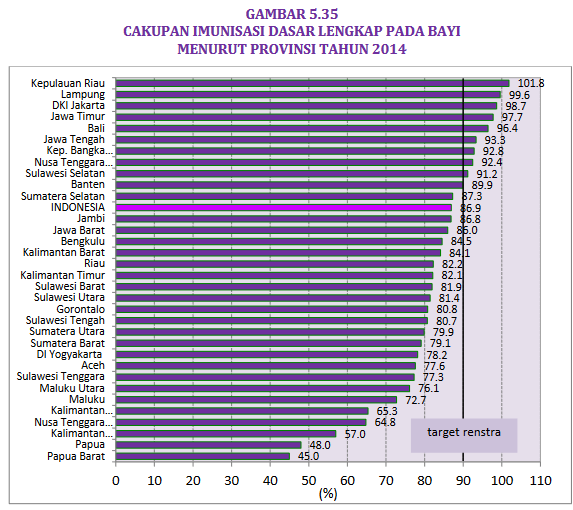 GAMBAR 5.35
CAKUPAN IMUNISASI DASAR LENGKAP PADA BAYI
MENURUT PROVINSI TAHUN 2014
Kepulauan Riau 101.8
Lampung 99.6
DKI Jakarta 98.7
Jawa Timur 97.7
Bali 96.4
Jawa Tengah 93.3
Kep. Bangka... 92.8
Nusa Tenggara... 92.4
Sulawesi Selatan 91.2
Banten 89.9
Sumatera Selatan 87.3
INDONESIA 86.9
Jambi 86.8
Jawa Barat 86.0
Bengkulu 84.5
Kalimantan Barat 84.1
Riau 82.2
Kalimantan Timur 82.1
Sulawesi Barat 81.9
Sulawesi Utara 81.4
Gorontalo 80.8
Sulawesi Tengah 80.7
Sumatera Utara 79.9
Sumatera Barat 79.1
DI Yogyakarta 78.2
Aceh 77.6
Sulawesi Tenggara 77.3
Maluku Utara 76.1
Maluku 72.7
Kalimantan... 65.3
Nusa Tenggara... 64.8
Kalimantan... 57.0
Papua 48.0
Papua Barat 45.0
target renstra
0 10 20 30 40 50 60 70 80 90 100 110
(%)